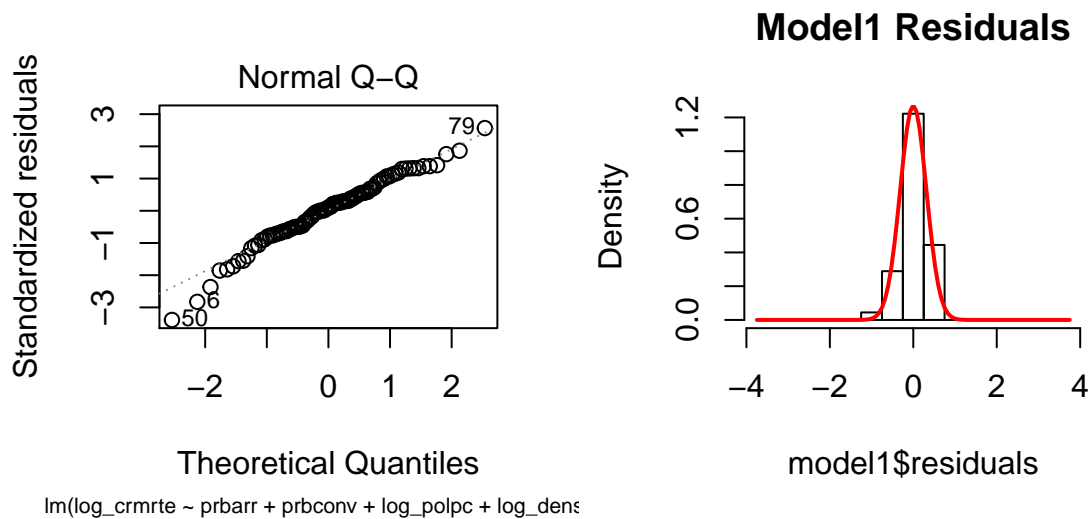 Normal Q−Q
Standardized residuals
3
1
−1
−3
79
6
50
−2
0
1
2
Theoretical Quantiles
lm(log_crmrte ~ prbarr + prbconv + log_polpc + log_dens
Model1 Residuals
Density
1.2
0.6
0.0
−4
−2
0
2
4
model1$residuals